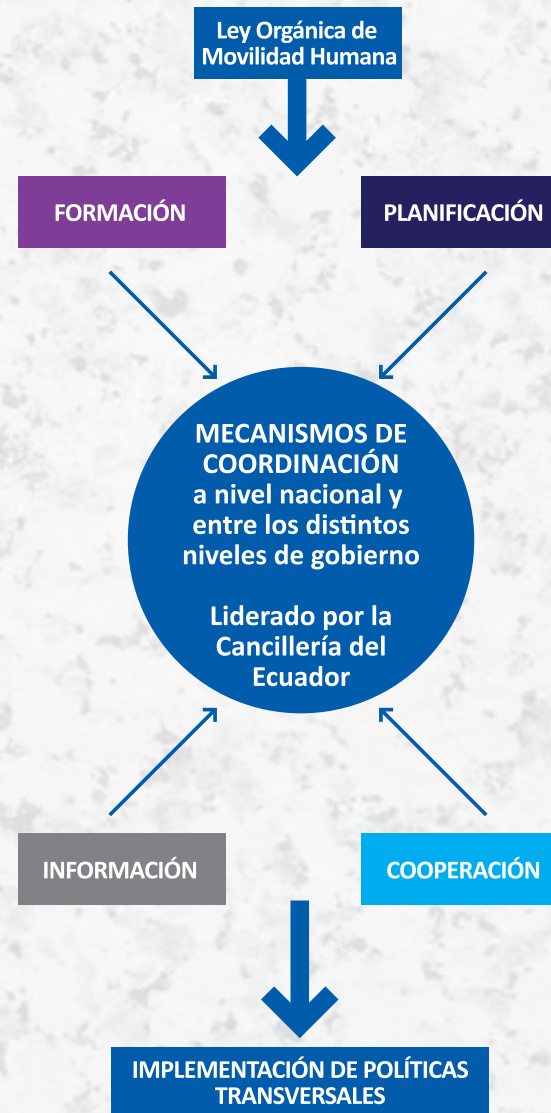 Ley Orgánica de
Movilidad Humana
FORMACIÓN
PLANIFICACIÓN
MECANISMOS DE
COORDINACIÓN
a nivel nacional y
entre los distintos
niveles de gobierno
Liderado por la
Cancillería del
Ecuador
INFORMACIÓN
COOPERACIÓN
IMPLEMENTACIÓN DE POLÍTICAS
TRANSVERSALES